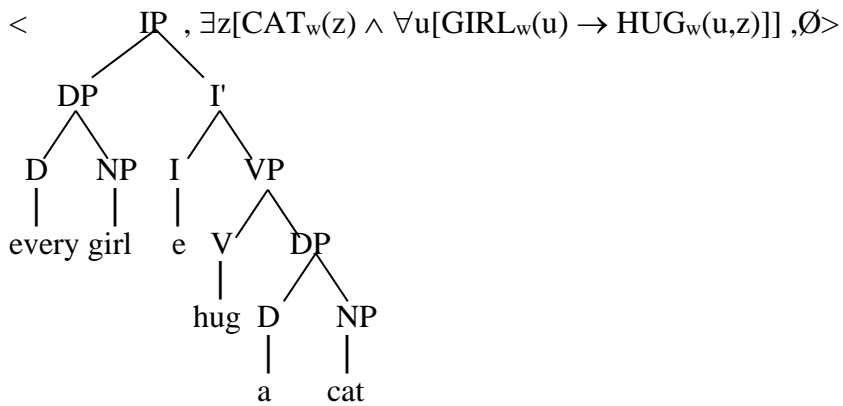 < IP , ∃z[CATw(z) ∧ ∀u[GIRLw(u) → HUGw(u,z)]] ,Ø>
DP I'
D NP I VP
every girl e V DP
hug D NP
a cat